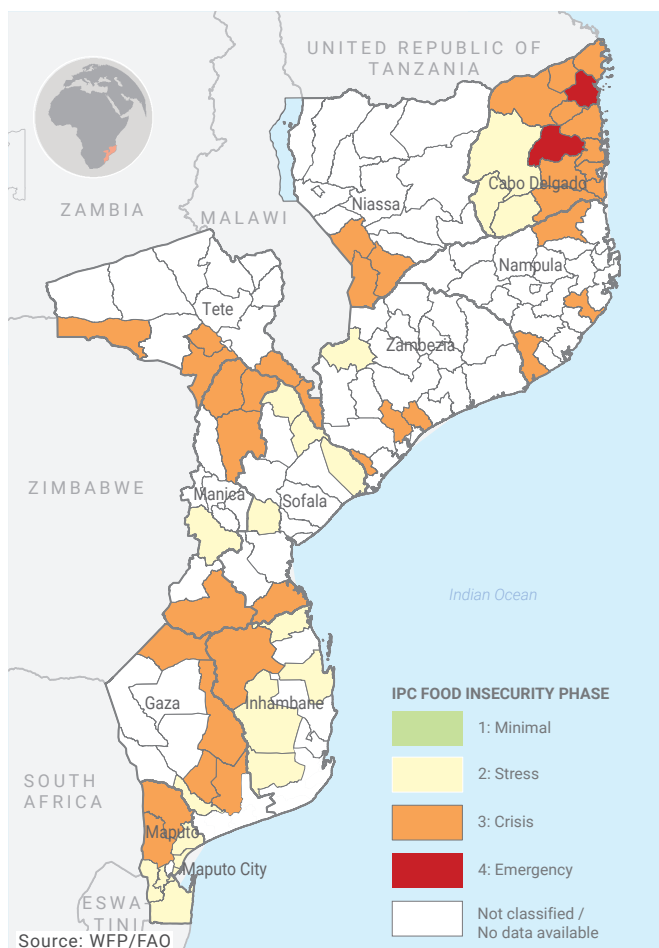 UNITED REPUBLIC OF
TANZANIA
ZAMBIA
MALAWI
Cabo Delgado
Niassa
Nampula
Tete
Zambezia
ZIMBABWE
Manica
Sofala
Indian Ocean
Gaza
Inhambane
SOUTH
AFRICA
Maputo
Maputo City
ESWA-
TINI
IPC FOOD INSECURITY PHASE
1: Minimal
2: Stress
3: Crisis
4: Emergency
Not classified /
No data available
Source: WFP/FAO